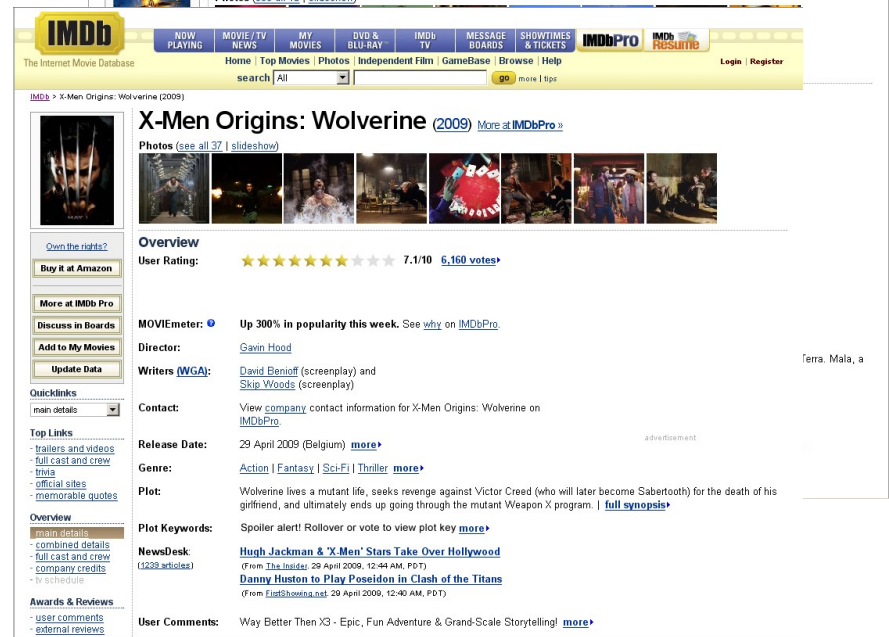 Photos (see all 12 | slideshow)
IMDb
The Internet Movie Database
NOW PLAYING
MOVIE / TV NEWS
MY MOVIES
DVD & BLU-RAY
IMDb TV
MESSAGE BOARDS
SHOWTIMES & TICKETS
IMDbPro
IMDb Resume
Home | Top Movies | Photos | Independent Film | GameBase | Browse | Help
Login | Register
search All go more | tips
IMDb > X-Men Origins: Wolverine (2009)
X-Men Origins: Wolverine (2009) More at IMDbPro »
Photos (see all 37 | slideshow)
MAY 1
Own the rights?
Buy it at Amazon
More at IMDb Pro
Discuss in Boards
Add to My Movies
Update Data
Quicklinks
main details
Top Links
- trailers and videos
- full cast and crew
- trivia
- official sites
- memorable quotes
Overview
main details
- combined details
- full cast and crew
- company credits
- tv schedule
Awards & Reviews
- user comments
- external reviews
Overview
User Rating: 7.1/10 6,160 votes
MOVIEmeter: ? Up 300% in popularity this week. See why on IMDbPro.
Director: Gavin Hood
Writers (WGA): David Benioff (screenplay) and
Skip Woods (screenplay)
Contact: View company contact information for X-Men Origins: Wolverine on
IMDbPro.
Release Date: 29 April 2009 (Belgium) more
advertisement
Genre: Action | Fantasy | Sci-Fi | Thriller more
Plot: Wolverine lives a mutant life, seeks revenge against Victor Creed (who will later become Sabertooth) for the death of his
girlfriend, and ultimately ends up going through the mutant Weapon X program. | full synopsis
Plot Keywords: Spoiler alert! Rollover or vote to view plot key more
NewsDesk: Hugh Jackman & 'X-Men' Stars Take Over Hollywood
(1239 articles) (From The Insider. 29 April 2009, 12:44 AM, PDT)
Danny Huston to Play Poseidon in Clash of the Titans
(From FirstShowing.net. 29 April 2009, 12:40 AM, PDT)
User Comments: Way Better Then X3 - Epic, Fun Adventure & Grand-Scale Storytelling! more
Terra. Mala, a